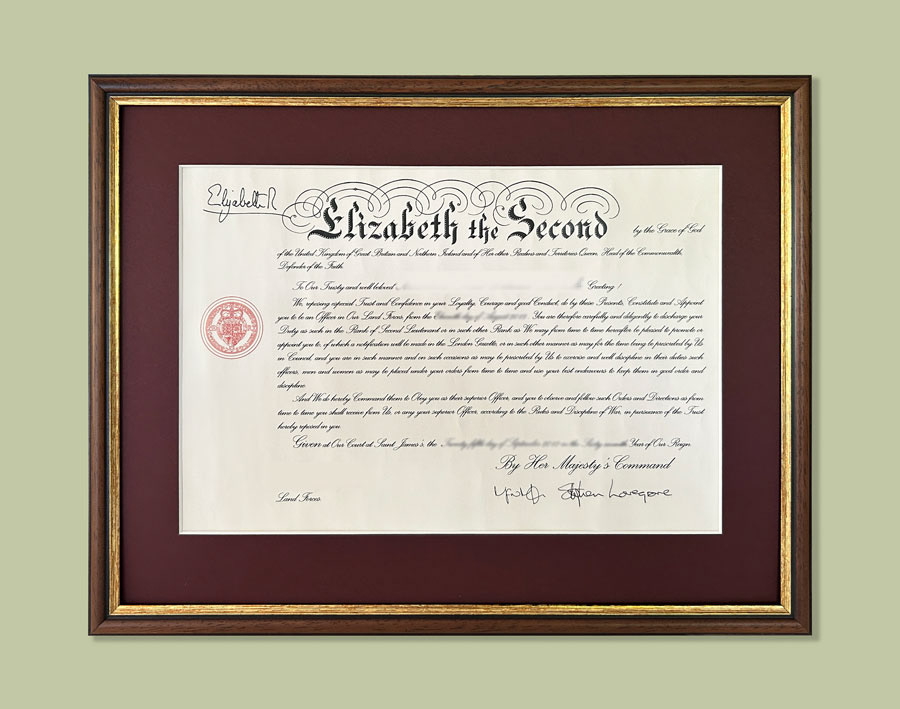 Elizabeth R
Elizabeth the Second by the Grace of God
of the United Kingdom of Great Britain and Northern Ireland and of Her other Realms and Territories Queen, Head of the Commonwealth,
Defender of the Faith.
To Our Trusty and well beloved Greeting!
We, reposing especial Trust and Confidence in your Loyalty, Courage and good Conduct, do by these Presents, Constitute and Appoint
you to be an Officer in Our Land Forces, from the You are therefore carefully and diligently to discharge your
Duty as such in the Rank of Second Lieutenant or in such other Rank as We may from time to time hereafter be pleased to promote or
appoint you to, of which a notification will be made in the London Gazette, or in such other manner as may for the time being be prescribed by Us
in Council, and you are in such manner and on such occasions as may be prescribed by Us to exercise and well discipline in their duties such
officers, men and women as may be placed under your orders from time to time and use your best endeavours to keep them in good order and
discipline.
And We do hereby Command them to Obey you as their superior Officer, and you to observe and follow such Orders and Directions as from
time to time you shall receive from Us, or any your superior Officer, according to the Rules and Discipline of War, in pursuance of the Trust
hereby reposed in you.
Given at Our Court at Saint James's, the Year of Our Reign
By Her Majesty's Command
Stephen Lovegrove
Land Forces.